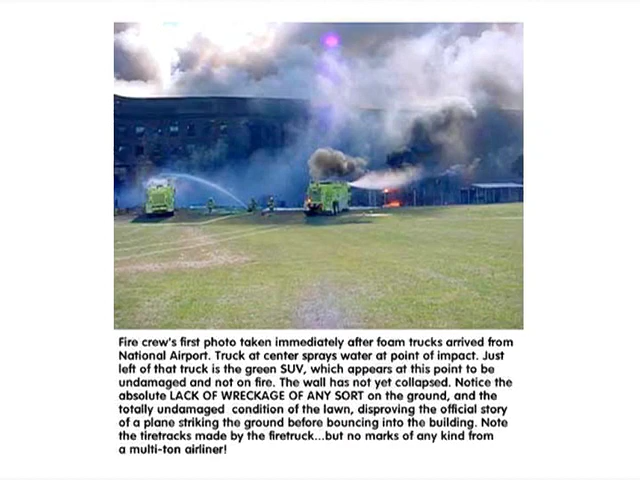 Fire crew's first photo taken immediately after foam trucks arrived from
National Airport. Truck at center sprays water at point of impact. Just
left of that truck is the green SUV, which appears at this point to be
undamaged and not on fire. The wall has not yet collapsed. Notice the
absolute LACK OF WRECKAGE OF ANY SORT on the ground, and the
totally undamaged condition of the lawn, disproving the official story
of a plane striking the ground before bouncing into the building. Note
the tiretracks made by the firetruck...but no marks of any kind from
a multi-ton airliner!